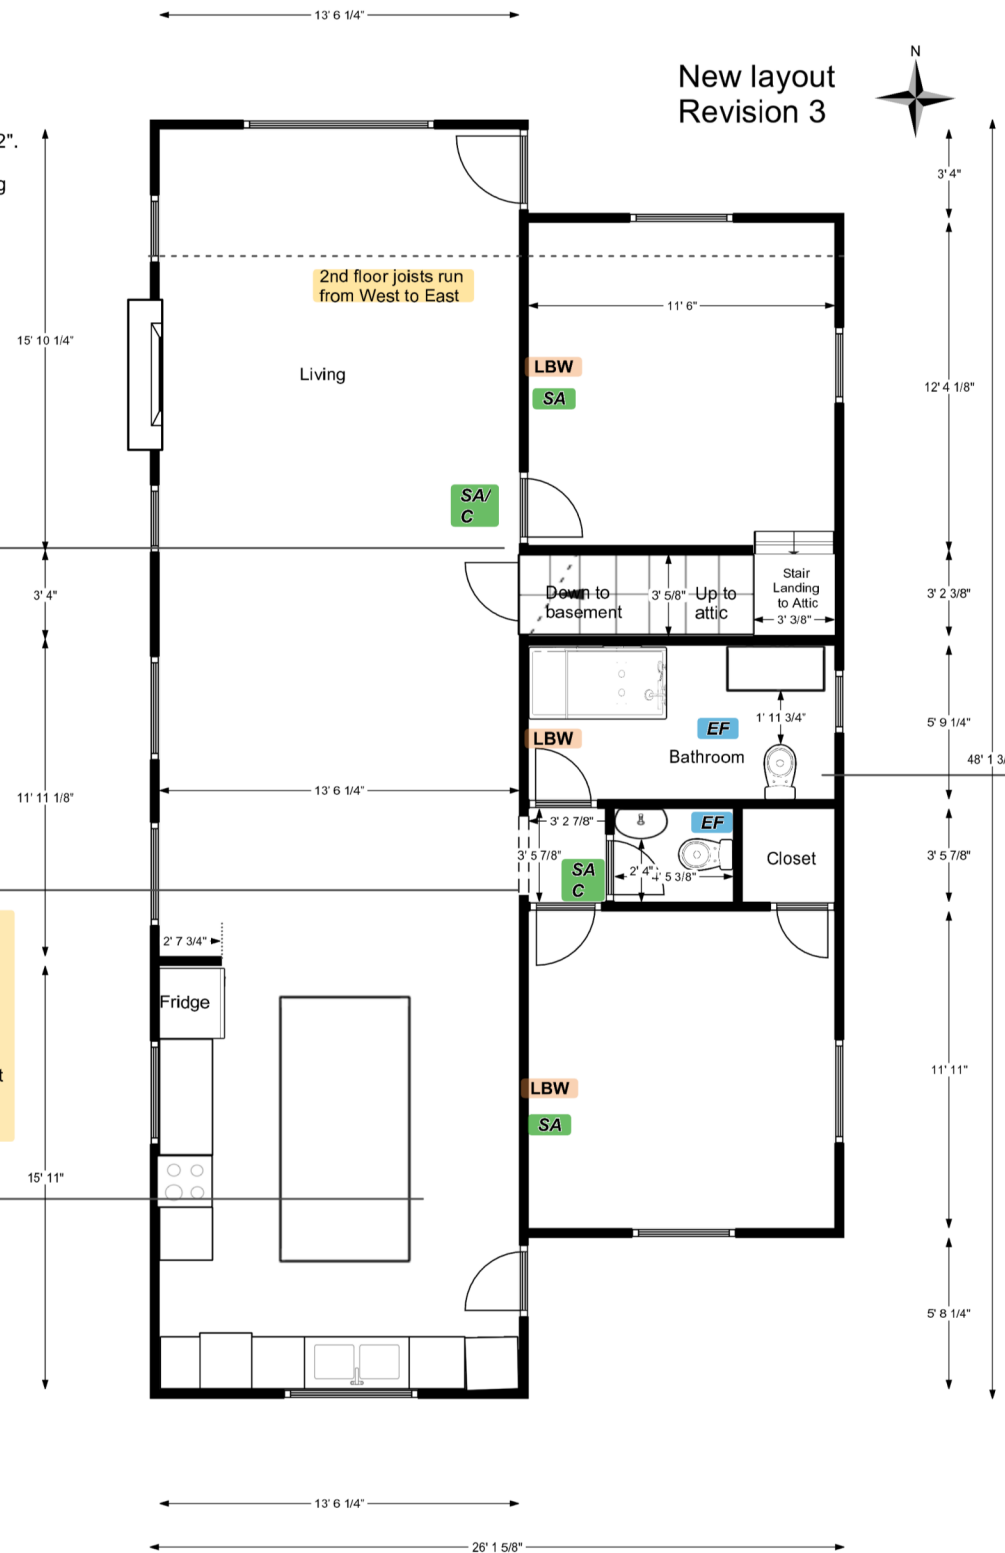 13' 6 1/4"
N
New layout
Revision 3
2".
g
3' 4"
2nd floor joists run
from West to East
11' 6"
15' 10 1/4"
LBW
SA
Living
12' 4 1/8"
SA/
C
3' 4"
Down to
basement
3' 5/8"
Up to
attic
Stair
Landing
to Attic
3' 3/8"
3' 2 3/8"
1' 11 3/4"
EF
LBW
Bathroom
5' 9 1/4"
48' 1 3/
13' 6 1/4"
11' 11 1/8"
3' 2 7/8"
EF
3' 5 7/8"
SA
C
2' 4"
5 3/8"
Closet
3' 5 7/8"
2' 7 3/4"
Fridge
t
LBW
SA
11' 11"
15' 11"
5' 8 1/4"
13' 6 1/4"
26' 1 5/8"